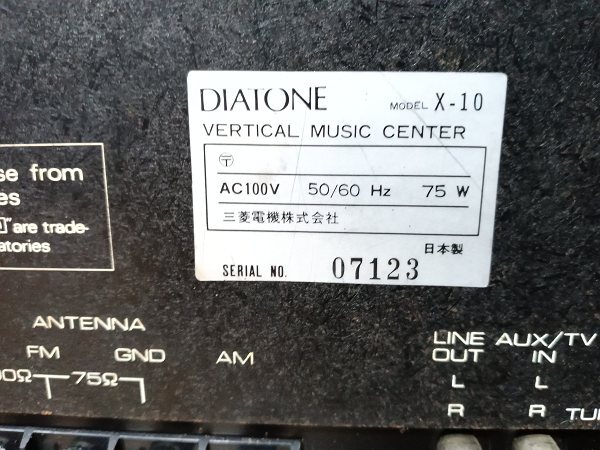 DIATONE MODEL X-10
VERTICAL MUSIC CENTER
〒
AC100V 50/60 Hz 75 W
三菱電機株式会社
日本製
SERIAL NO. 07123
se from
es
are trade-
atories
ANTENNA
FM GND AM
00Ω 75Ω
LINE AUX/TV
OUT IN
L L
R R TU